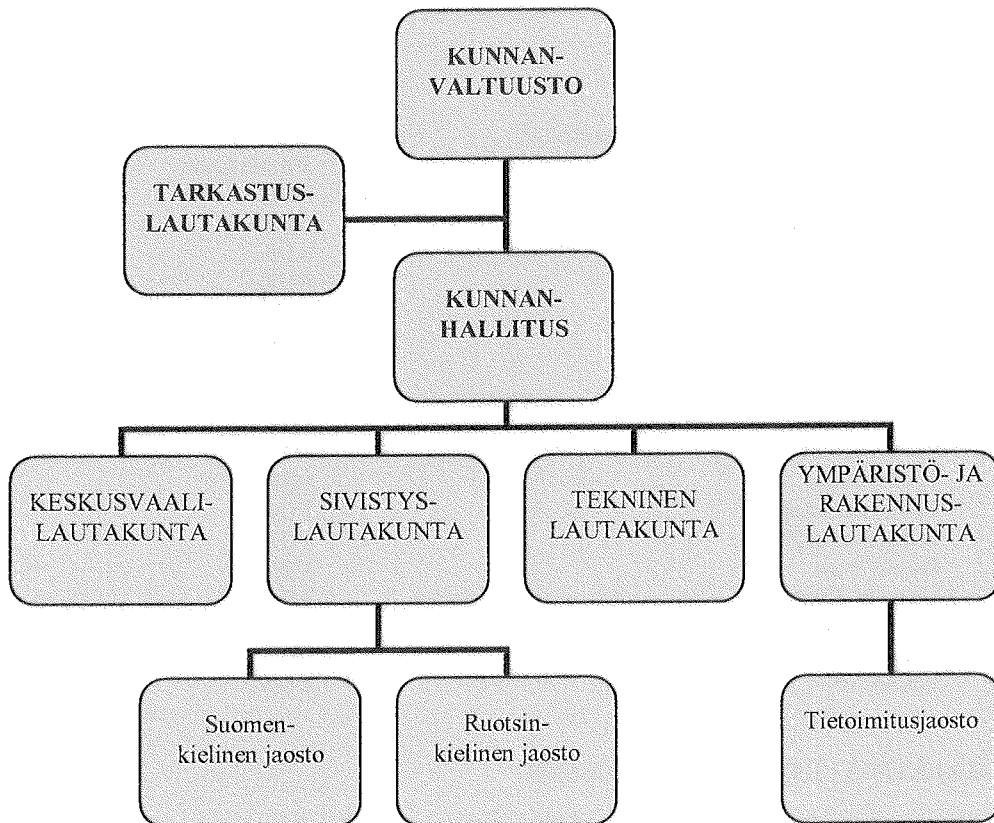 KUNNAN-
VALTUUSTO
TARKASTUS-
LAUTAKUNTA
KUNNAN-
HALLITUS
KESKUSVAALI-
LAUTAKUNTA
SIVISTYS-
LAUTAKUNTA
TEKNINEN
LAUTAKUNTA
YMPÄRISTÖ- JA
RAKENNUS-
LAUTAKUNTA
Suomen-
kielinen jaosto
Ruotsin-
kielinen jaosto
Tietoimitusjaosto